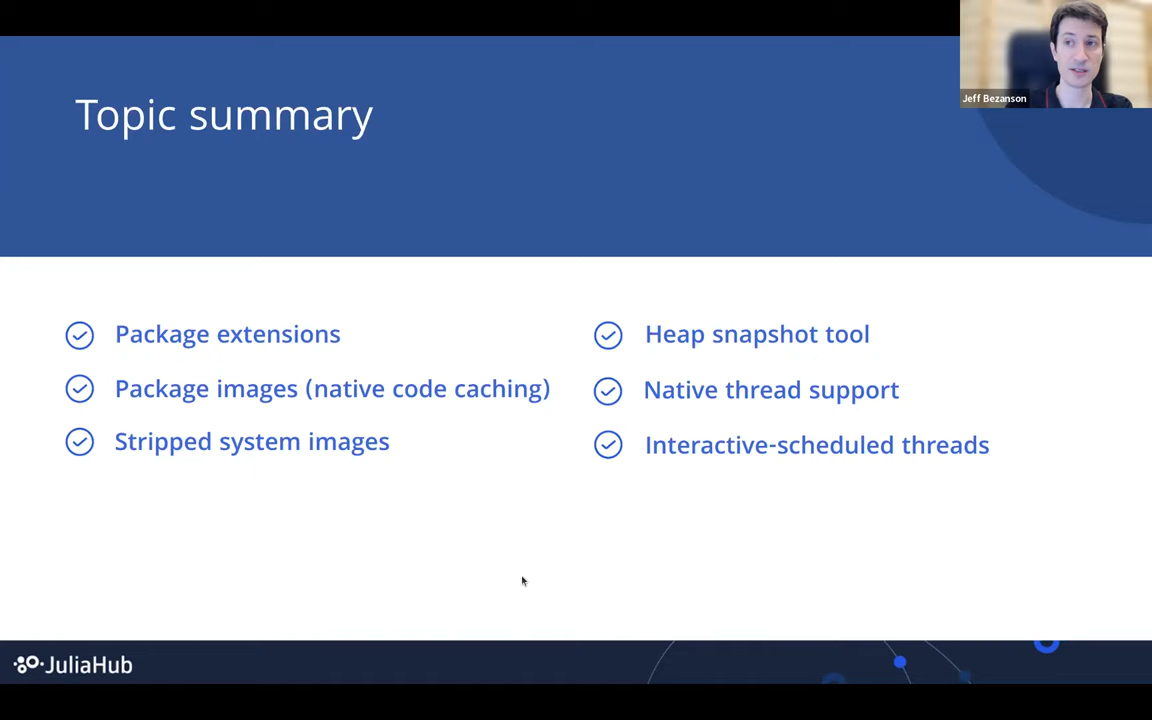 Jeff Bezanson
Topic summary
Package extensions
Package images (native code caching)
Stripped system images
Heap snapshot tool
Native thread support
Interactive-scheduled threads
JuliaHub